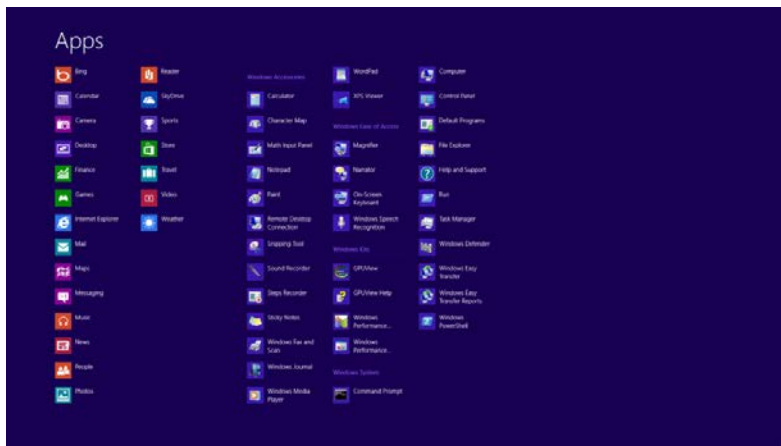 Apps
Bing
Calendar
Camera
Desktop
Finance
Games
Internet Explorer
Mail
Maps
Messaging
Music
News
People
Photos
Reader
SkyDrive
Sports
Store
Travel
Video
Weather
Windows Accessories
Calculator
Character Map
Math Input Panel
Notepad
Paint
Remote Desktop
Connection
Snipping Tool
Sound Recorder
Steps Recorder
Sticky Notes
Windows Fax and
Scan
Windows Journal
Windows Media
Player
WordPad
XPS Viewer
Windows Ease of Access
Magnifier
Narrator
On-Screen
Keyboard
Windows Speech
Recognition
Windows Kits
GPUView
GPUView Help
Windows
Performance...
Windows
Performance...
Windows System
Command Prompt
Computer
Control Panel
Default Programs
File Explorer
Help and Support
Run
Task Manager
Windows Defender
Windows Easy
Transfer
Windows Easy
Transfer Reports
Windows
PowerShell